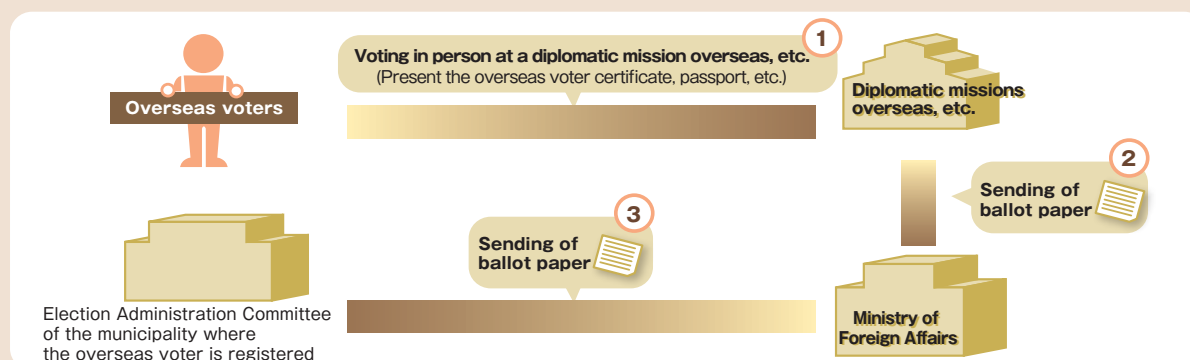 1
Voting in person at a diplomatic mission overseas, etc.
(Present the overseas voter certificate, passport, etc.)
Overseas voters
Diplomatic missions
overseas, etc.
2
Sending of
ballot paper
3
Sending of
ballot paper
Ministry of
Foreign Affairs
Election Administration Committee
of the municipality where
the overseas voter is registered